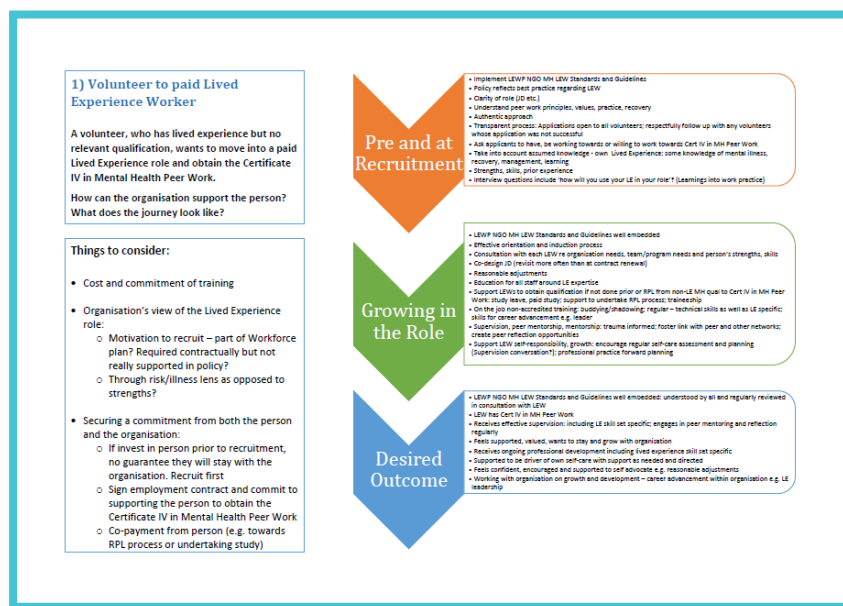 1) Volunteer to paid Lived
Experience Worker
A volunteer, who has lived experience but no
relevant qualification, wants to move into a paid
Lived Experience role and obtain the Certificate
IV in Mental Health Peer Work.
How can the organisation support the person?
What does the journey look like?
Things to consider:
• Cost and commitment of training
• Organisation's view of the Lived Experience
role:
o Motivation to recruit – part of Workforce
plan? Required contractually but not
really supported in policy?
o Through risk/illness lens as opposed to
strengths?
• Securing a commitment from both the person
and the organisation:
o If invest in person prior to recruitment,
no guarantee they will stay with the
organisation. Recruit first
o Sign employment contract and commit to
supporting the person to obtain the
Certificate IV in Mental Health Peer Work
o Co-payment from person (e.g. towards
RPL process or undertaking study)
Pre and at
Recruitment
• Implement LEWP NGO MH LEW Standards and Guidelines
• Policy reflects best practice regarding LEW
• Clarity of role (JD etc.)
• Understand peer work principles, values, practice, recovery
• Authentic approach
• Transparent process: Applications open to all volunteers; respectfully follow up with any volunteers
whose application was not successful
• Ask applicants to have, be working towards or willing to work towards Cert IV in MH Peer Work
• Take into account assumed knowledge - own Lived Experience: some knowledge of mental illness,
recovery, management, learning
• Strengths, skills, prior experience
• Interview questions include 'how will you use your LE in your role'? (Learnings into work practice)
Growing in
the Role
• LEWP NGO MH LEW Standards and Guidelines well embedded
• Effective orientation and induction process
• Consultation with each LEW re organisation needs, team/program needs and person's strengths, skills
• Co-design JD (revisit more often than at contract renewal)
• Reasonable adjustments
• Education for all staff around LE expertise
• Support LEWs to obtain qualification if not done prior or RPL from non-LE MH qual to Cert IV in MH Peer
Work: study leave, paid study; support to undertake RPL process; traineeship
• On the job non-accredited training: buddying/shadowing; regular – technical skills as well as LE specific;
skills for career advancement e.g. leader
• Supervision, peer mentorship, mentorship: trauma informed; foster link with peer and other networks;
create peer reflection opportunities
• Support LEW self-responsibility, growth: encourage regular self-care assessment and planning
(Supervision conversation?); professional practice forward planning
Desired
Outcome
• LEWP NGO MH LEW Standards and Guidelines well embedded: understood by all and regularly reviewed
in consultation with LEW
• LEW has Cert IV in MH Peer Work
• Receives effective supervision: including LE skill set specific; engages in peer mentoring and reflection
regularly
• Feels supported, valued, wants to stay and grow with organisation
• Receives ongoing professional development including lived experience skill set specific
• Supported to be driver of own self-care with support as needed and directed
• Feels confident, encouraged and supported to self advocate e.g. reasonable adjustments
• Working with organisation on growth and development – career advancement within organisation e.g. LE
leadership